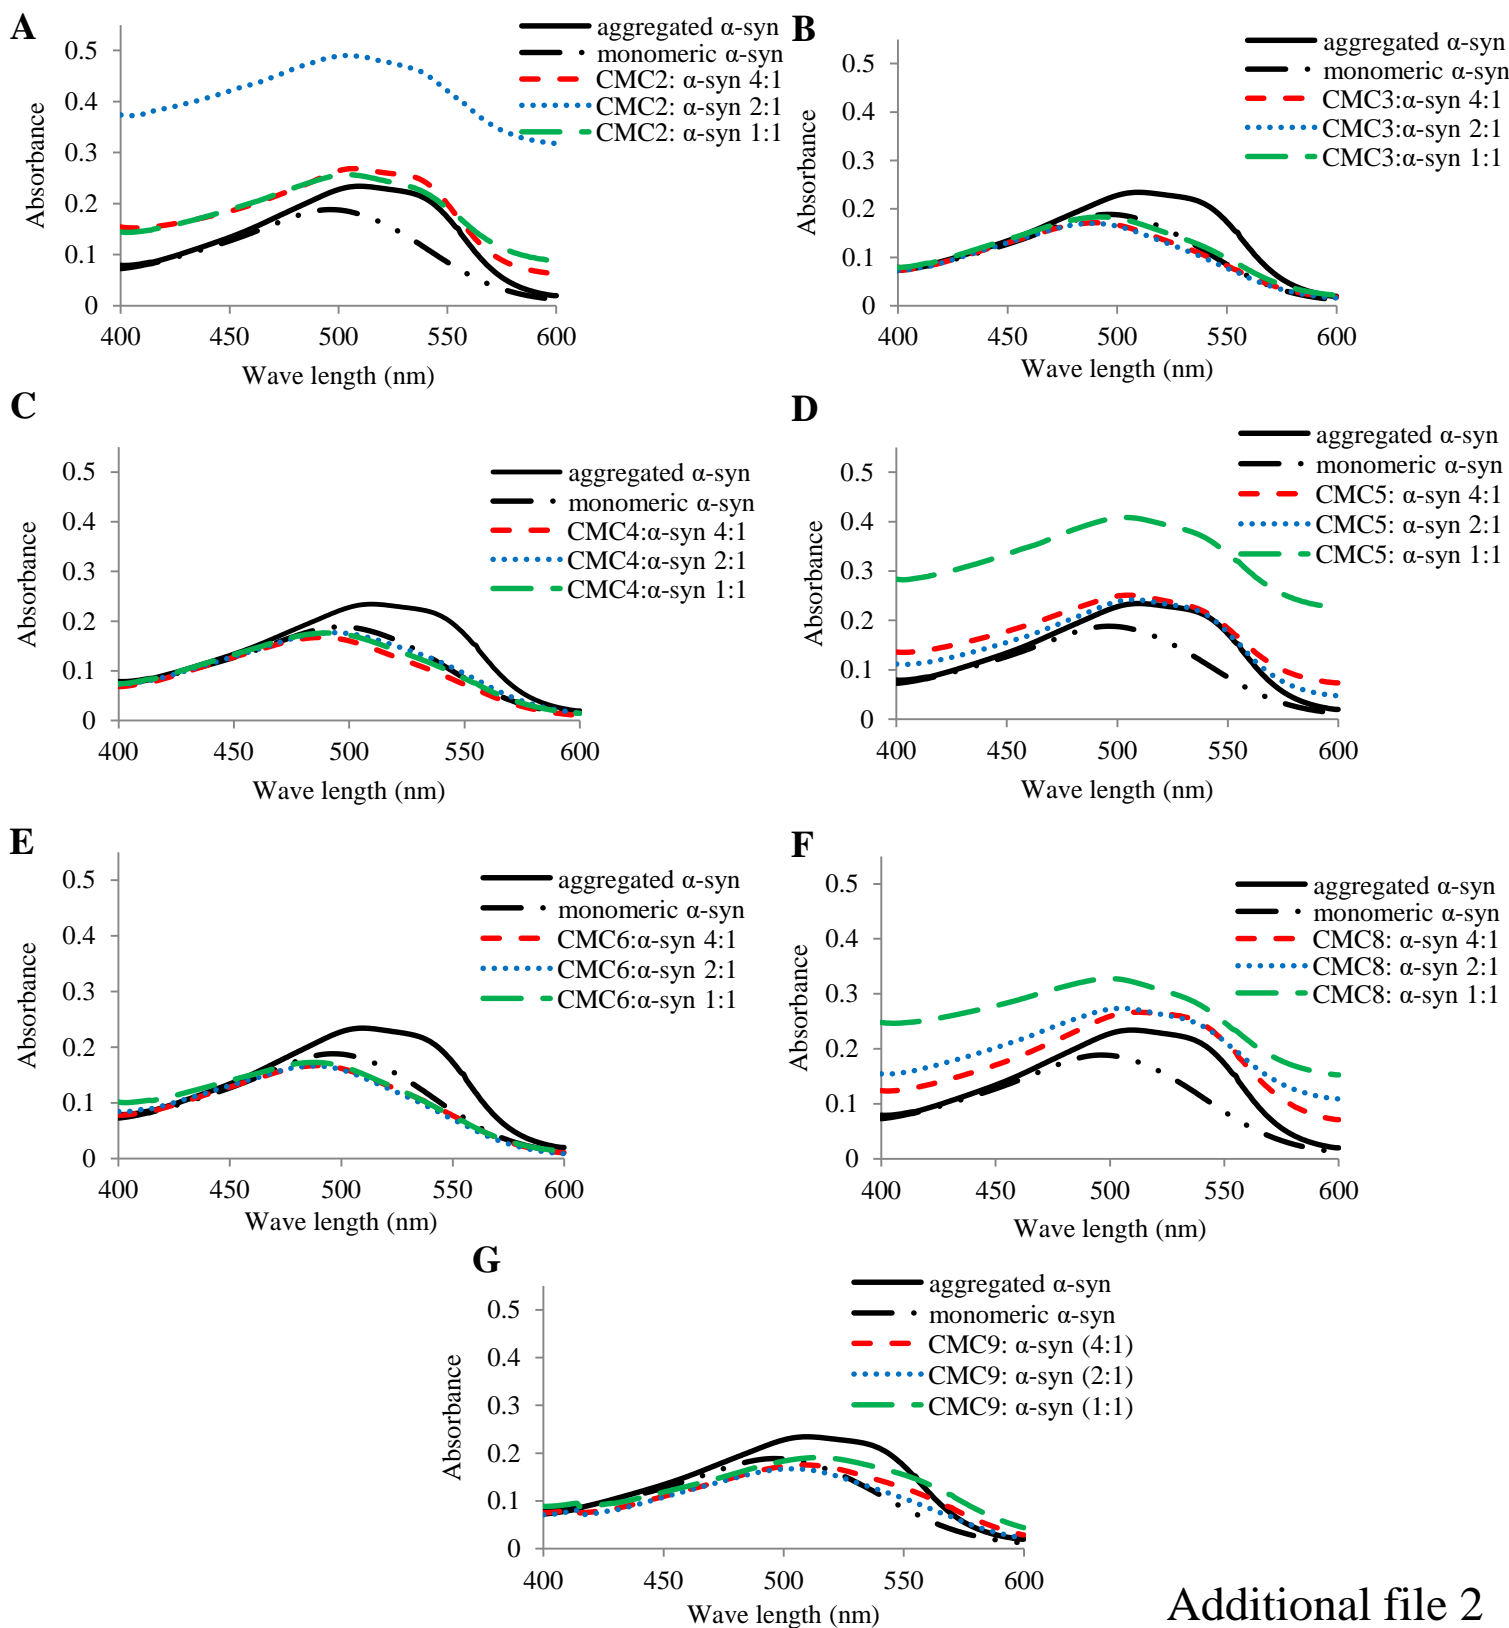 A
aggregated α-syn
monomeric α-syn
CMC2: α-syn 4:1
CMC2: α-syn 2:1
CMC2: α-syn 1:1
Absorbance
0.5
0.4
0.3
0.2
0.1
0
400 450 500 550 600
Wave length (nm)
B
aggregated α-syn
monomeric α-syn
CMC3:α-syn 4:1
CMC3:α-syn 2:1
CMC3:α-syn 1:1
Absorbance
0.5
0.4
0.3
0.2
0.1
0
400 450 500 550 600
Wave length (nm)
C
aggregated α-syn
monomeric α-syn
CMC4:α-syn 4:1
CMC4:α-syn 2:1
CMC4:α-syn 1:1
Absorbance
0.5
0.4
0.3
0.2
0.1
0
400 450 500 550 600
Wave length (nm)
D
aggregated α-syn
monomeric α-syn
CMC5: α-syn 4:1
CMC5: α-syn 2:1
CMC5: α-syn 1:1
Absorbance
0.5
0.4
0.3
0.2
0.1
0
400 450 500 550 600
Wave length (nm)
E
aggregated α-syn
monomeric α-syn
CMC6:α-syn 4:1
CMC6:α-syn 2:1
CMC6:α-syn 1:1
Absorbance
0.5
0.4
0.3
0.2
0.1
0
400 450 500 550 600
Wave length (nm)
F
aggregated α-syn
monomeric α-syn
CMC8: α-syn 4:1
CMC8: α-syn 2:1
CMC8: α-syn 1:1
Absorbance
0.5
0.4
0.3
0.2
0.1
0
400 450 500 550 600
Wave length (nm)
G
aggregated α-syn
monomeric α-syn
CMC9: α-syn (4:1)
CMC9: α-syn (2:1)
CMC9: α-syn (1:1)
Absorbance
0.5
0.4
0.3
0.2
0.1
0
400 450 500 550 600
Wave length (nm)
Additional file 2